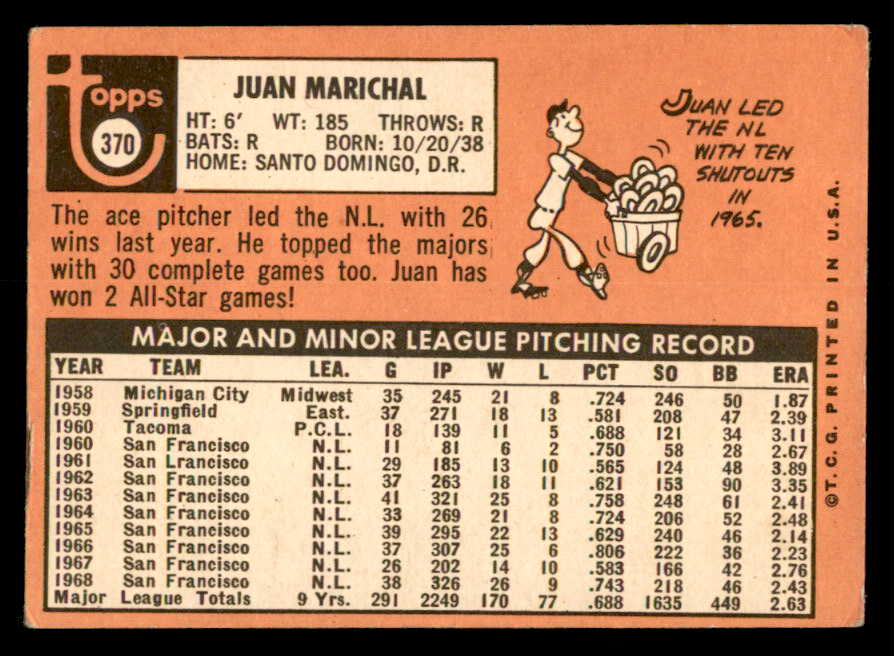 topps
370
JUAN MARICHAL
HT: 6' WT: 185 THROWS: R
BATS: R BORN: 10/20/38
HOME: SANTO DOMINGO, D.R.
The ace pitcher led the N.L. with 26
wins last year. He topped the majors
with 30 complete games too. Juan has
won 2 All-Star games!
JUAN LED
THE NL
WITH TEN
SHUTOUTS
IN
1965.
MAJOR AND MINOR LEAGUE PITCHING RECORD
YEAR TEAM LEA. G IP W L PCT SO BB ERA
1958 Michigan City Midwest 35 245 21 8 .724 246 50 1.87
1959 Springfield East. 37 271 18 13 .581 208 47 2.39
1960 Tacoma P.C.L. 18 139 11 5 .688 121 34 3.11
1960 San Francisco N.L. 11 81 6 2 .750 58 28 2.67
1961 San Lrancisco N.L. 29 185 13 10 .565 124 48 3.89
1962 San Francisco N.L. 37 263 18 11 .621 153 90 3.35
1963 San Francisco N.L. 41 321 25 8 .758 248 61 2.41
1964 San Francisco N.L. 33 269 21 8 .724 206 52 2.48
1965 San Francisco N.L. 39 295 22 13 .629 240 46 2.14
1966 San Francisco N.L. 37 307 25 6 .806 222 36 2.23
1967 San Francisco N.L. 26 202 14 10 .583 166 42 2.76
1968 San Francisco N.L. 38 326 26 9 .743 218 46 2.43
Major League Totals 9 Yrs. 291 2249 170 77 .688 1635 449 2.63
©T.C.G. PRINTED IN U.S.A.